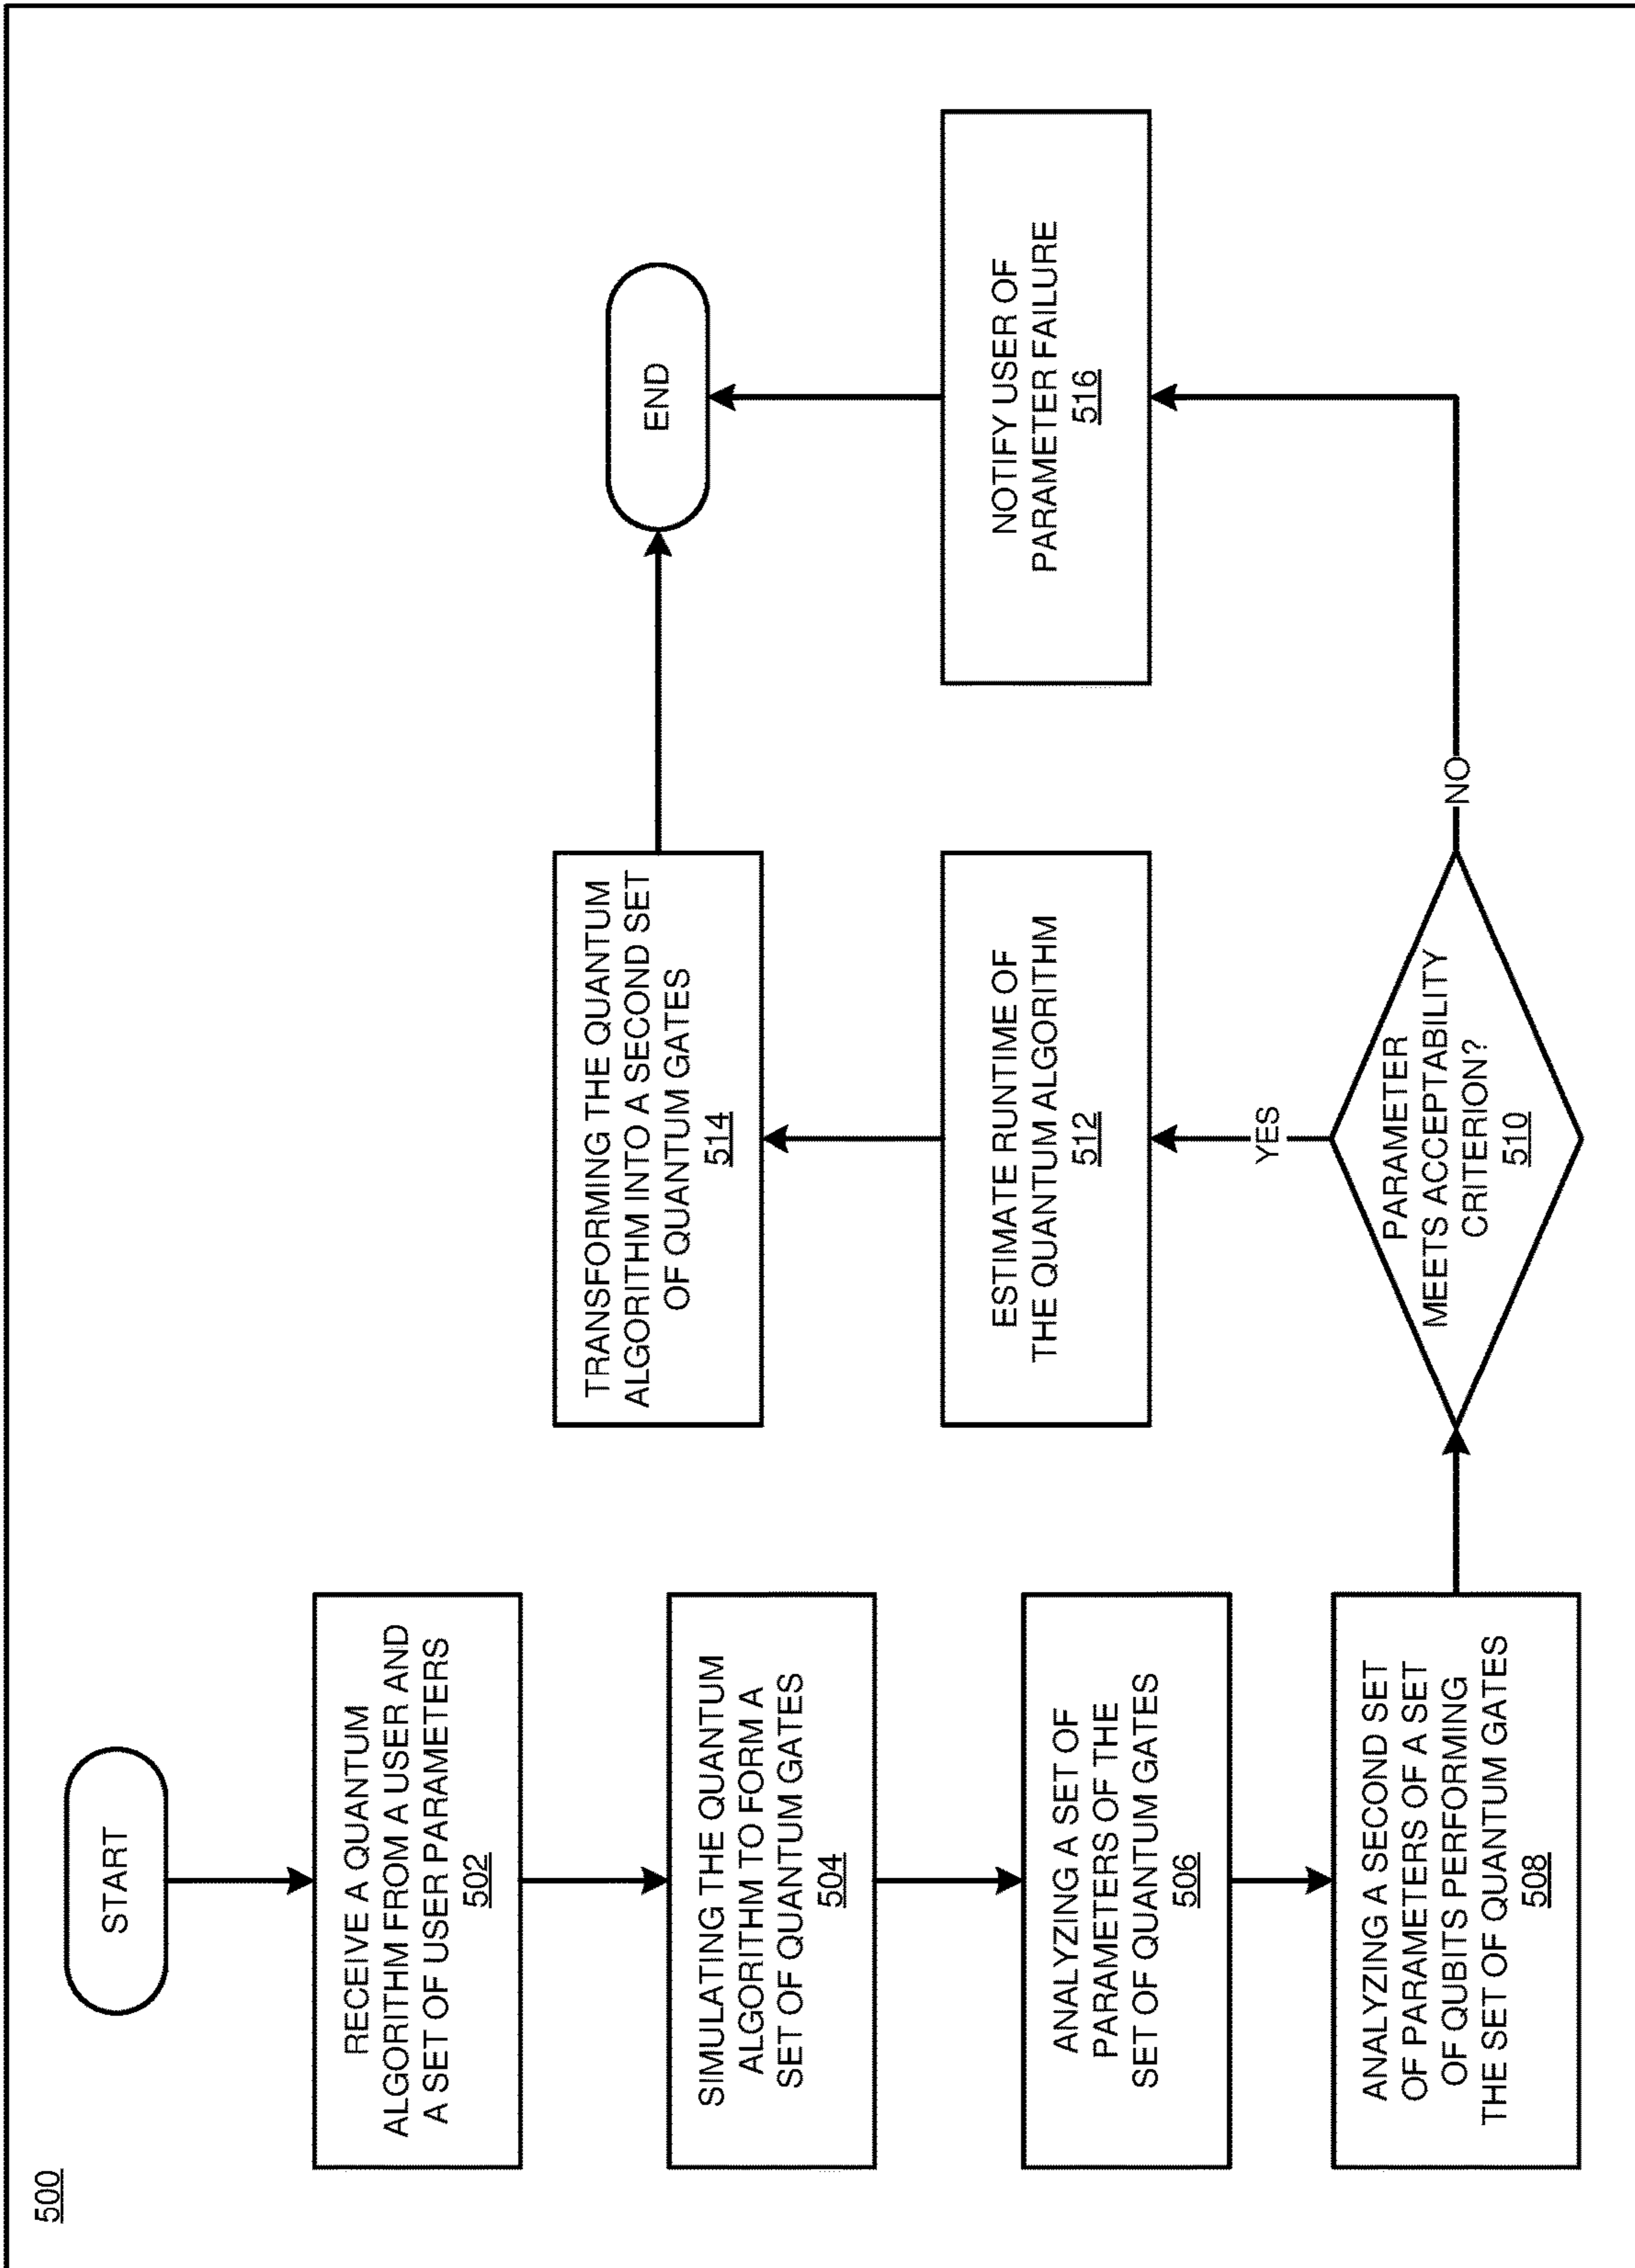 500
START
RECEIVE A QUANTUM
ALGORITHM FROM A USER AND
A SET OF USER PARAMETERS
502
SIMULATING THE QUANTUM
ALGORITHM TO FORM A
SET OF QUANTUM GATES
504
ANALYZING A SET OF
PARAMETERS OF THE
SET OF QUANTUM GATES
506
ANALYZING A SECOND SET
OF PARAMETERS OF A SET
OF QUBITS PERFORMING
THE SET OF QUANTUM GATES
508
PARAMETER
MEETS ACCEPTABILITY
CRITERION?
510
YES
ESTIMATE RUNTIME OF
THE QUANTUM ALGORITHM
512
TRANSFORMING THE QUANTUM
ALGORITHM INTO A SECOND SET
OF QUANTUM GATES
514
NO
NOTIFY USER OF
PARAMETER FAILURE
516
END